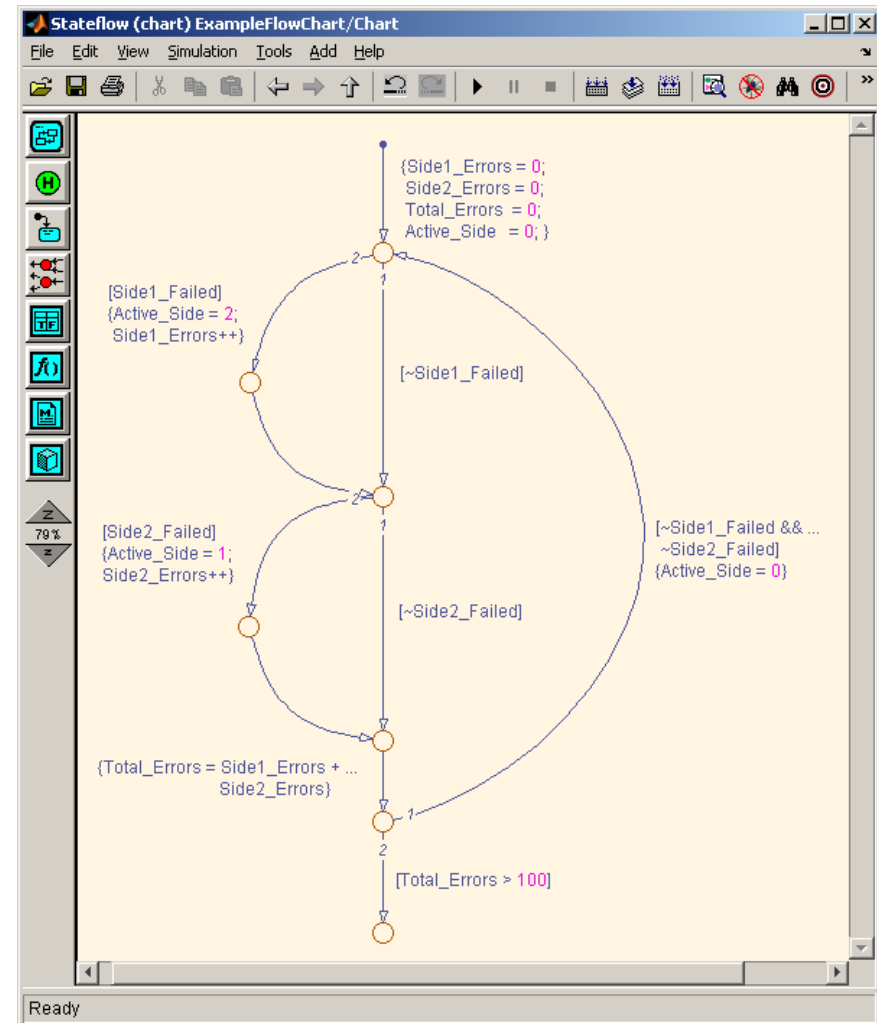 Stateflow (chart) ExampleFlowChart/Chart
File Edit View Simulation Tools Add Help
»
H
TF
f()
M
Z
79%
Z
{Side1_Errors = 0;
Side2_Errors = 0;
Total_Errors = 0;
Active_Side = 0; }
2
1
[Side1_Failed]
{Active_Side = 2;
Side1_Errors++}
[~Side1_Failed]
2
1
[Side2_Failed]
{Active_Side = 1;
Side2_Errors++}
[~Side1_Failed && ...
~Side2_Failed]
{Active_Side = 0}
[~Side2_Failed]
{Total_Errors = Side1_Errors + ...
Side2_Errors}
1
2
[Total_Errors > 100]
Ready